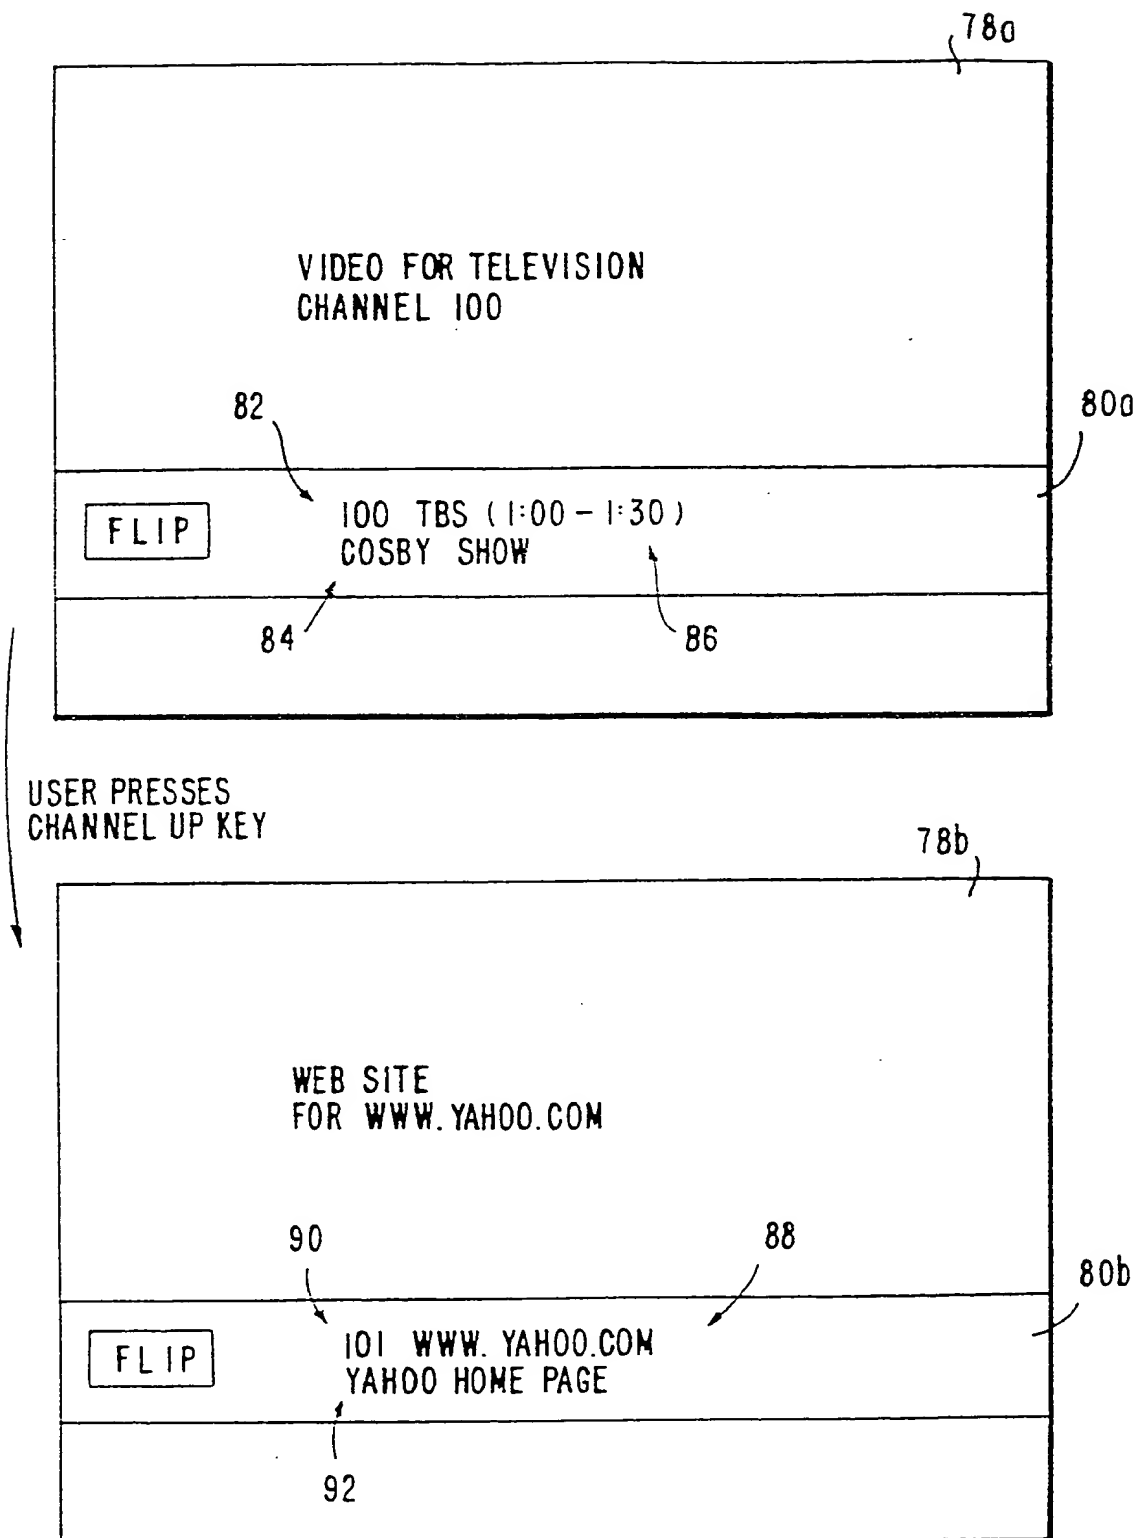 78a
VIDEO FOR TELEVISION
CHANNEL 100
82
80a
FLIP
100 TBS (1:00 - 1:30)
COSBY SHOW
84
86
USER PRESSES
CHANNEL UP KEY
78b
WEB SITE
FOR WWW.YAHOO.COM
90
88
80b
FLIP
101 WWW. YAHOO.COM
YAHOO HOME PAGE
92